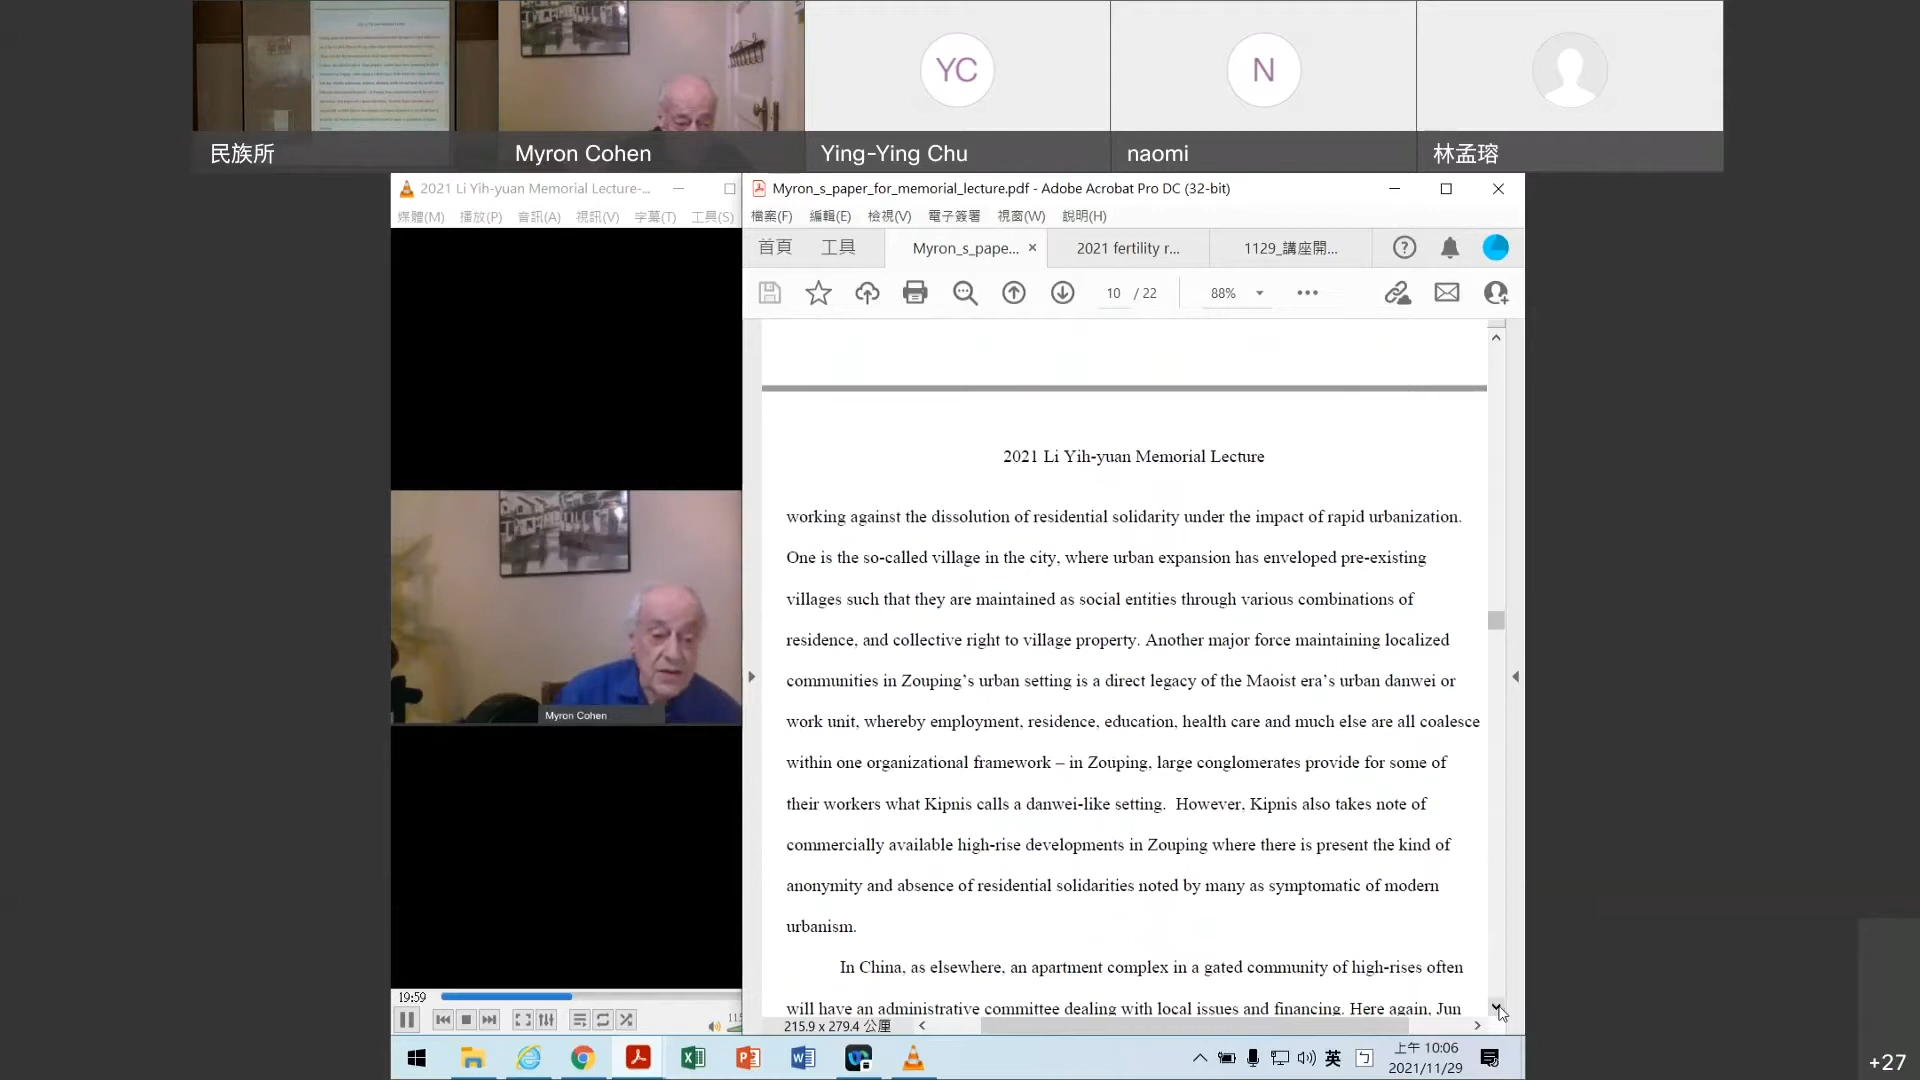 YC
N
民族所
Myron Cohen
Ying-Ying Chu
naomi
林孟瑢
2021 Li Yih-yuan Memorial Lecture-...
媒體(M) 播放(P) 音訊(A) 視訊(V) 字幕(T) 工具(S)
Myron_s_paper_for_memorial_lecture.pdf - Adobe Acrobat Pro DC (32-bit)
檔案(F) 編輯(E) 檢視(V) 電子簽署 視窗(W) 說明(H)
首頁 工具 Myron_s_pape... × 2021 fertility r... 1129_講座開...
10 / 22 88%
2021 Li Yih-yuan Memorial Lecture
working against the dissolution of residential solidarity under the impact of rapid urbanization.
One is the so-called village in the city, where urban expansion has enveloped pre-existing
villages such that they are maintained as social entities through various combinations of
residence, and collective right to village property. Another major force maintaining localized
communities in Zouping’s urban setting is a direct legacy of the Maoist era’s urban danwei or
work unit, whereby employment, residence, education, health care and much else are all coalesce
within one organizational framework – in Zouping, large conglomerates provide for some of
their workers what Kipnis calls a danwei-like setting.  However, Kipnis also takes note of
commercially available high-rise developments in Zouping where there is present the kind of
anonymity and absence of residential solidarities noted by many as symptomatic of modern
urbanism.
In China, as elsewhere, an apartment complex in a gated community of high-rises often
will have an administrative committee dealing with local issues and financing. Here again, Jun
215.9 x 279.4 公厘
Myron Cohen
19:59
英
上午 10:06
2021/11/29
+27